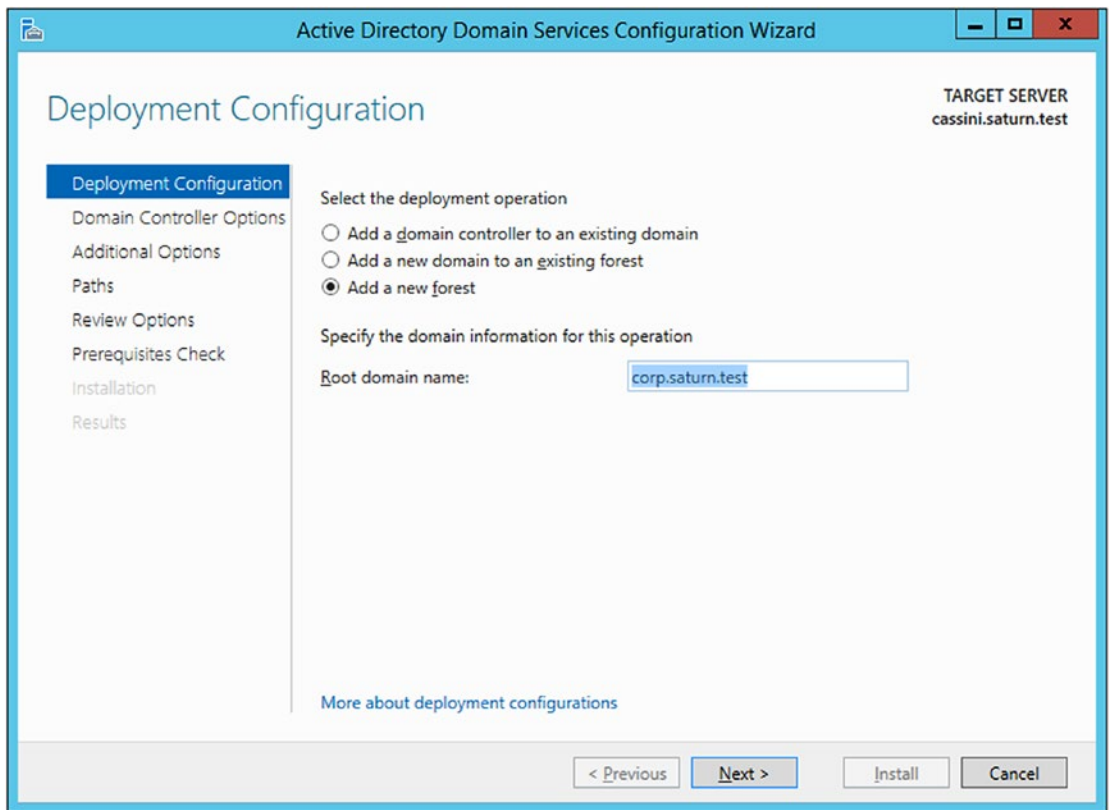 Active Directory Domain Services Configuration Wizard
Deployment Configuration
TARGET SERVER
cassini.saturn.test
Deployment Configuration
Domain Controller Options
Additional Options
Paths
Review Options
Prerequisites Check
Installation
Results
Select the deployment operation
Add a domain controller to an existing domain
Add a new domain to an existing forest
Add a new forest
Specify the domain information for this operation
Root domain name:
corp.saturn.test
More about deployment configurations
< Previous
Next >
Install
Cancel